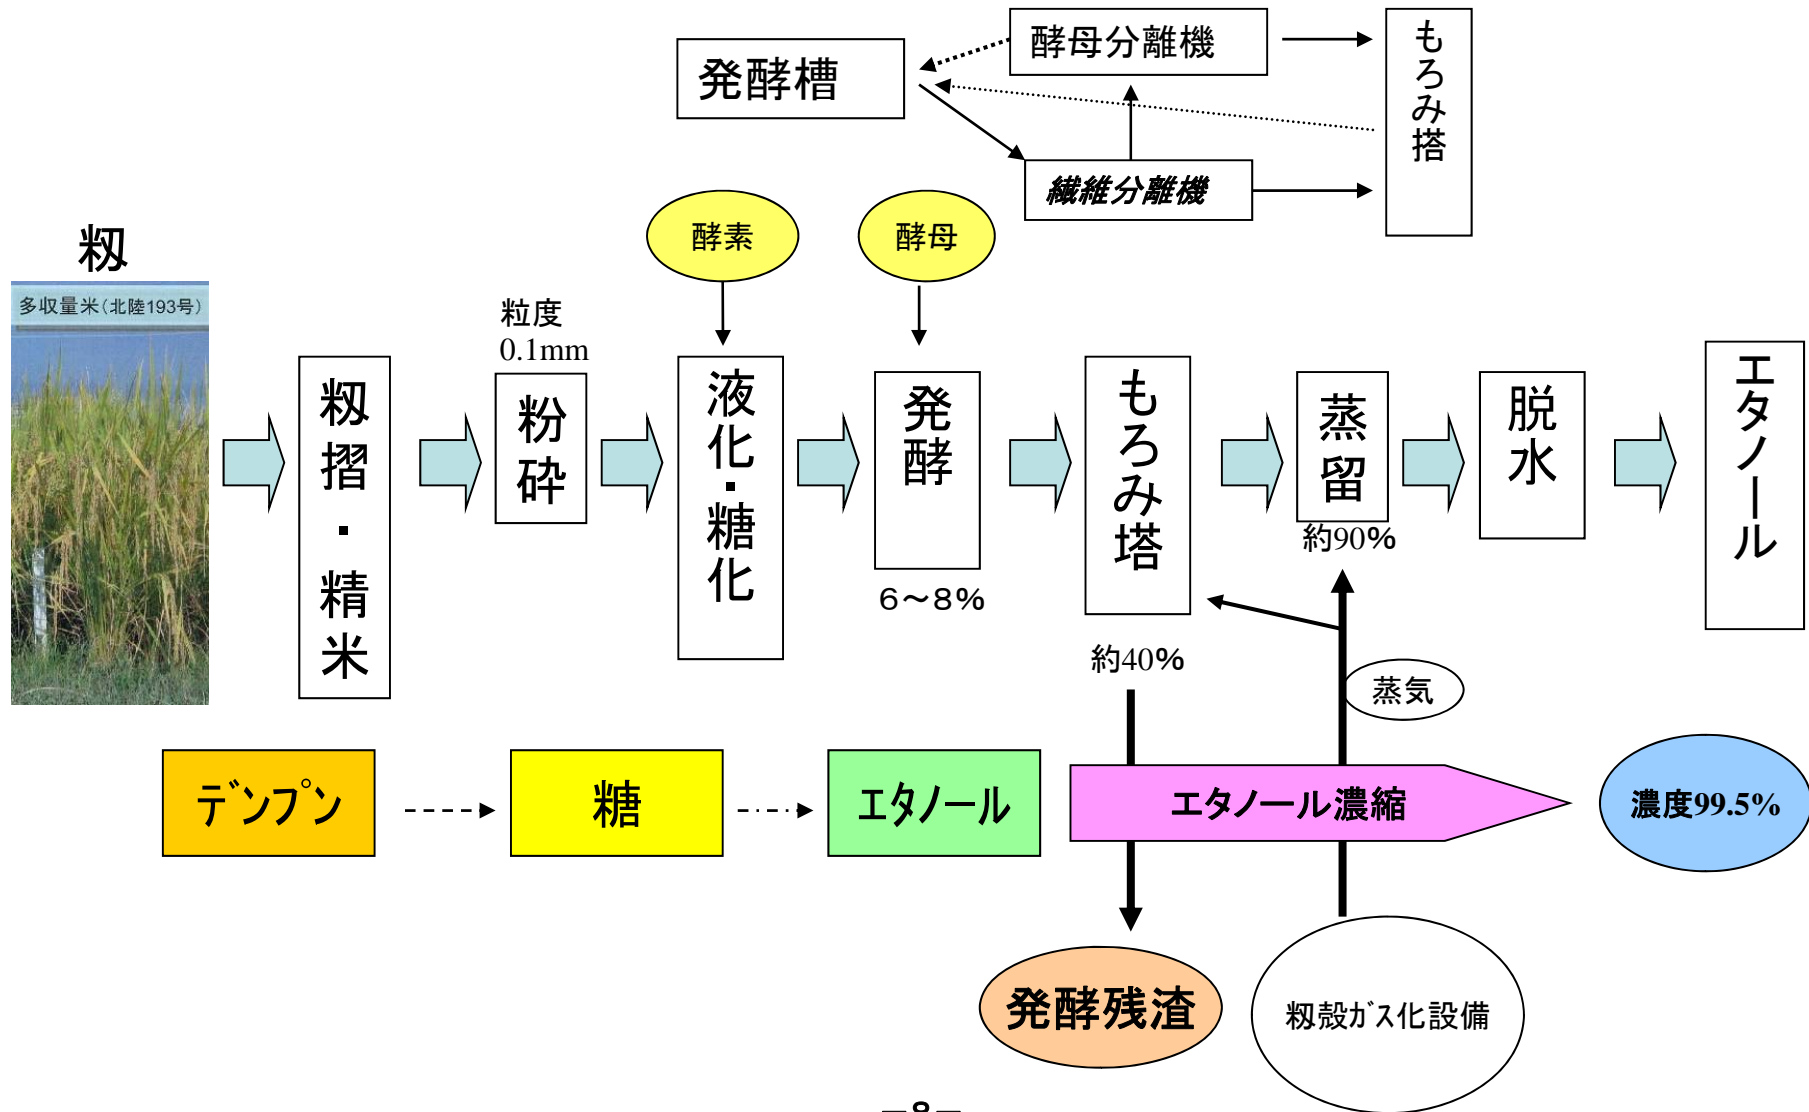 酵母分離機
発酵槽
もろみ塔
繊維分離機
酵素
酵母
籾
多収量米(北陸193号)
粒度
0.1mm
籾摺・精米
粉砕
液化・糖化
発酵
もろみ塔
蒸留
脱水
エタノール
約90%
6~8%
約40%
蒸気
デンプン
糖
エタノール
エタノール濃縮
濃度99.5%
発酵残渣
籾殻ガス化設備
-8-